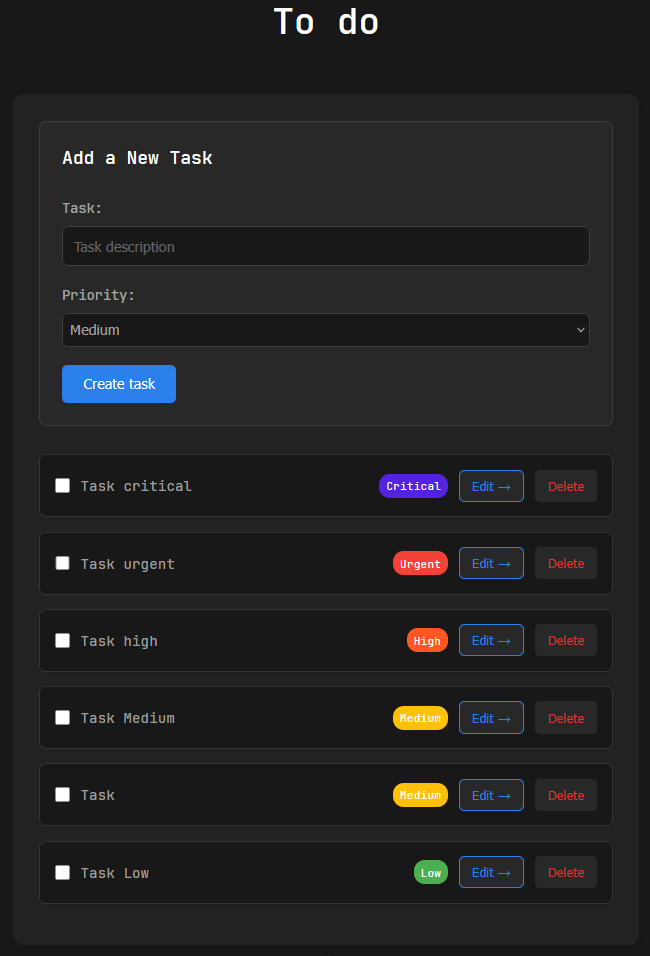 To do
Add a New Task
Task:
Task description
Priority:
Medium
Create task
Task critical Critical Edit → Delete
Task urgent Urgent Edit → Delete
Task high High Edit → Delete
Task Medium Medium Edit → Delete
Task Medium Edit → Delete
Task Low Low Edit → Delete